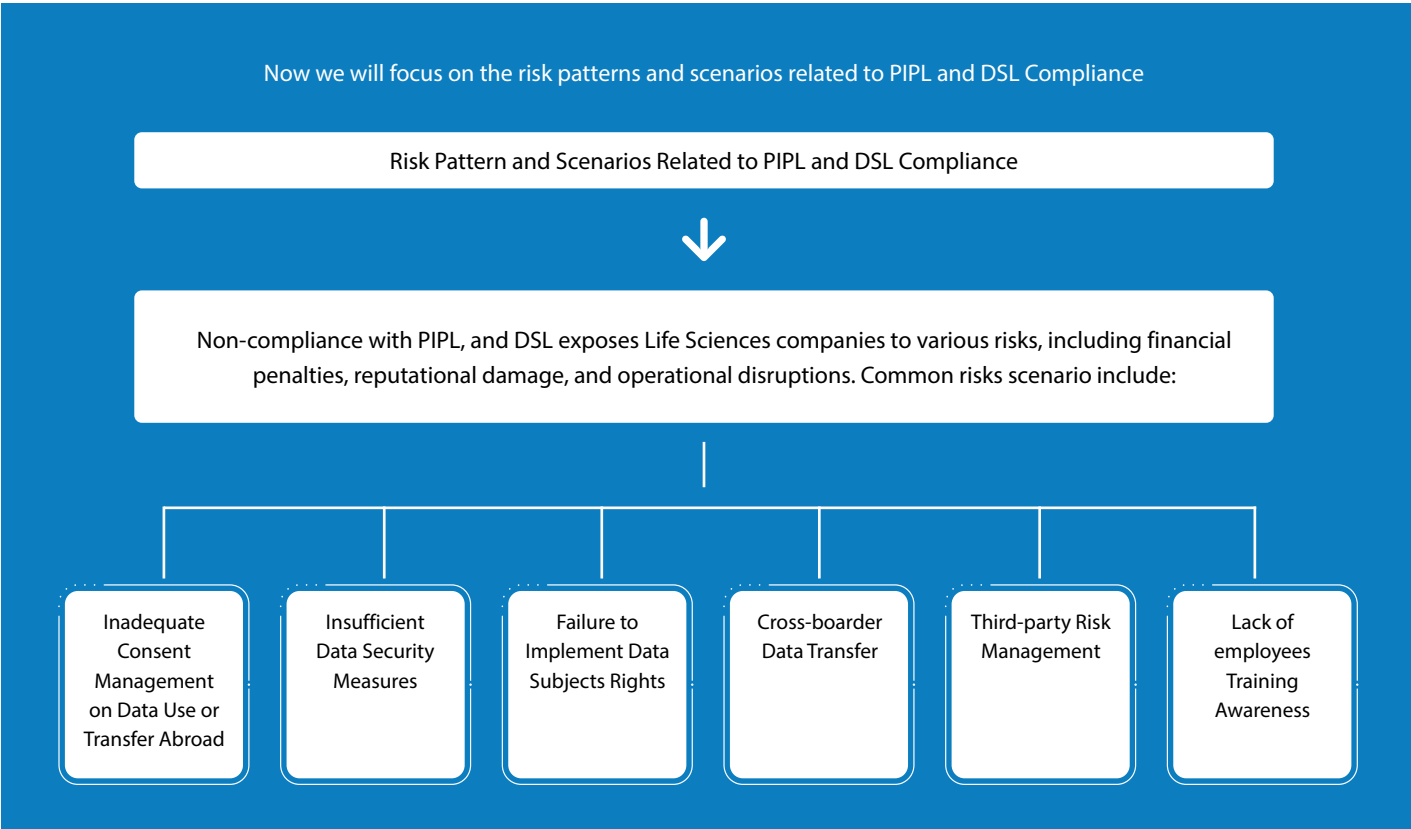 Now we will focus on the risk patterns and scenarios related to PIPL and DSL Compliance
Risk Pattern and Scenarios Related to PIPL and DSL Compliance
Non-compliance with PIPL, and DSL exposes Life Sciences companies to various risks, including financial
penalties, reputational damage, and operational disruptions. Common risks scenario include:
Inadequate
Consent
Management
on Data Use or
Transfer Abroad
Insufficient
Data Security
Measures
Failure to
Implement Data
Subjects Rights
Cross-boarder
Data Transfer
Third-party Risk
Management
Lack of
employees
Training
Awareness